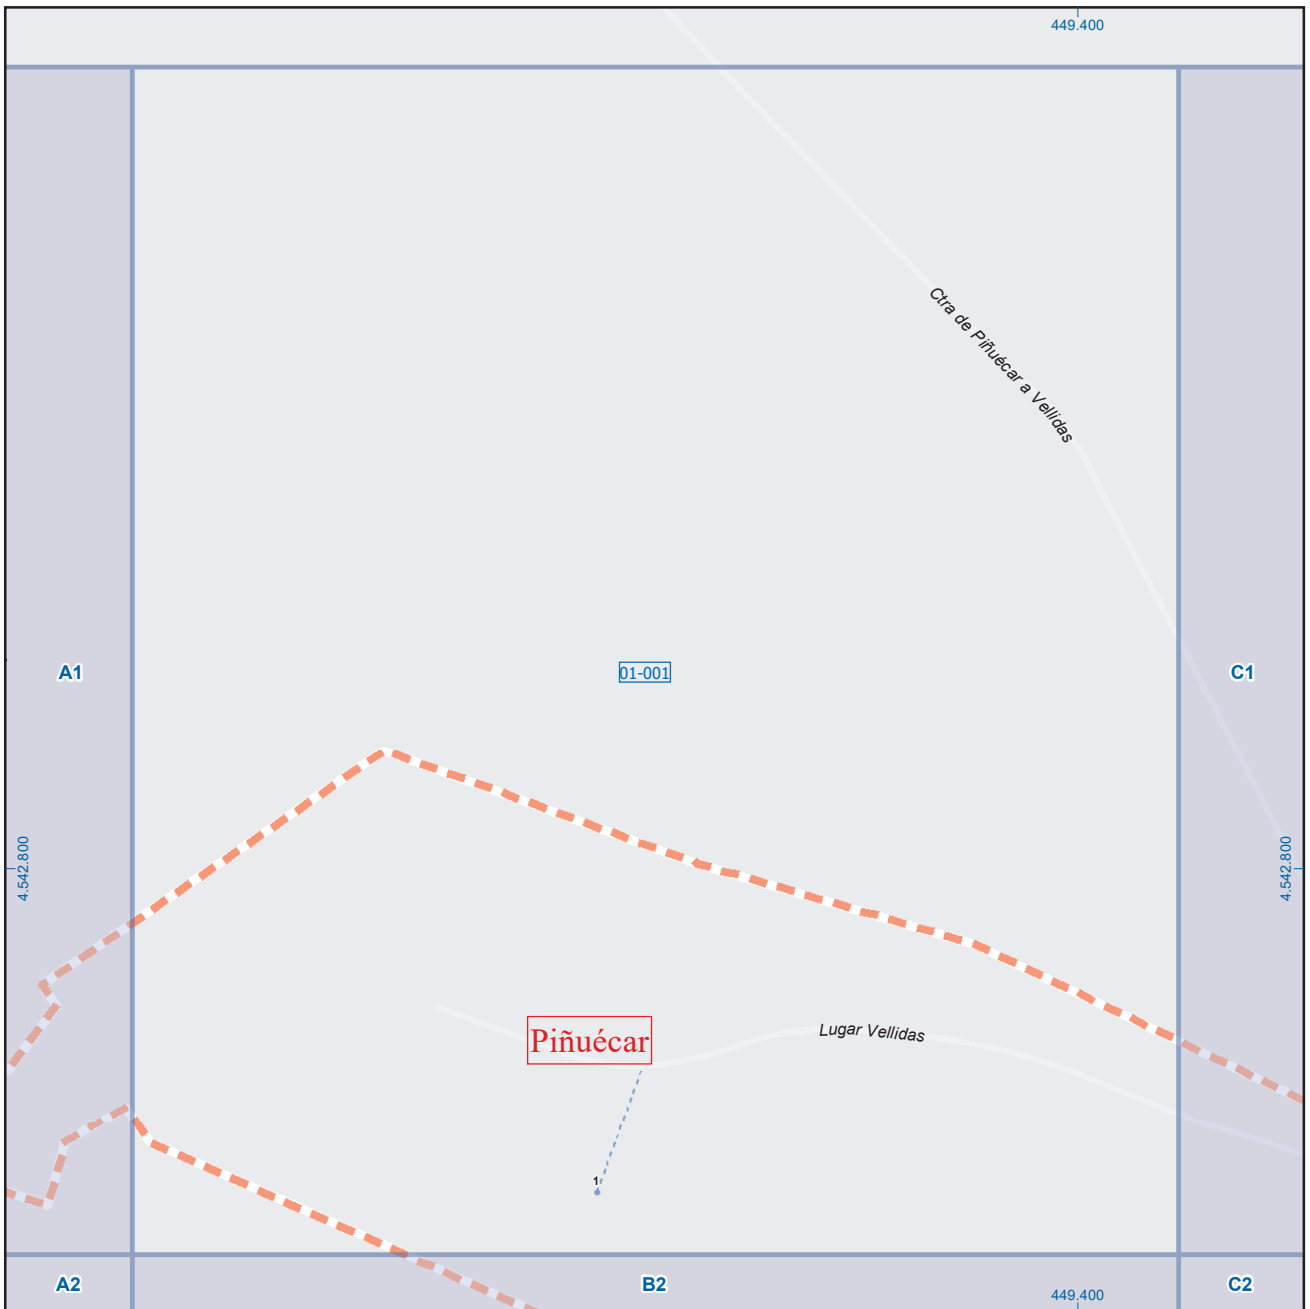 449.400
Ctra de Piñuécar a Vellidas
A1
01-001
C1
4.542.800
4.542.800
Piñuécar
Lugar Vellidas
1
A2
B2
C2
449.400